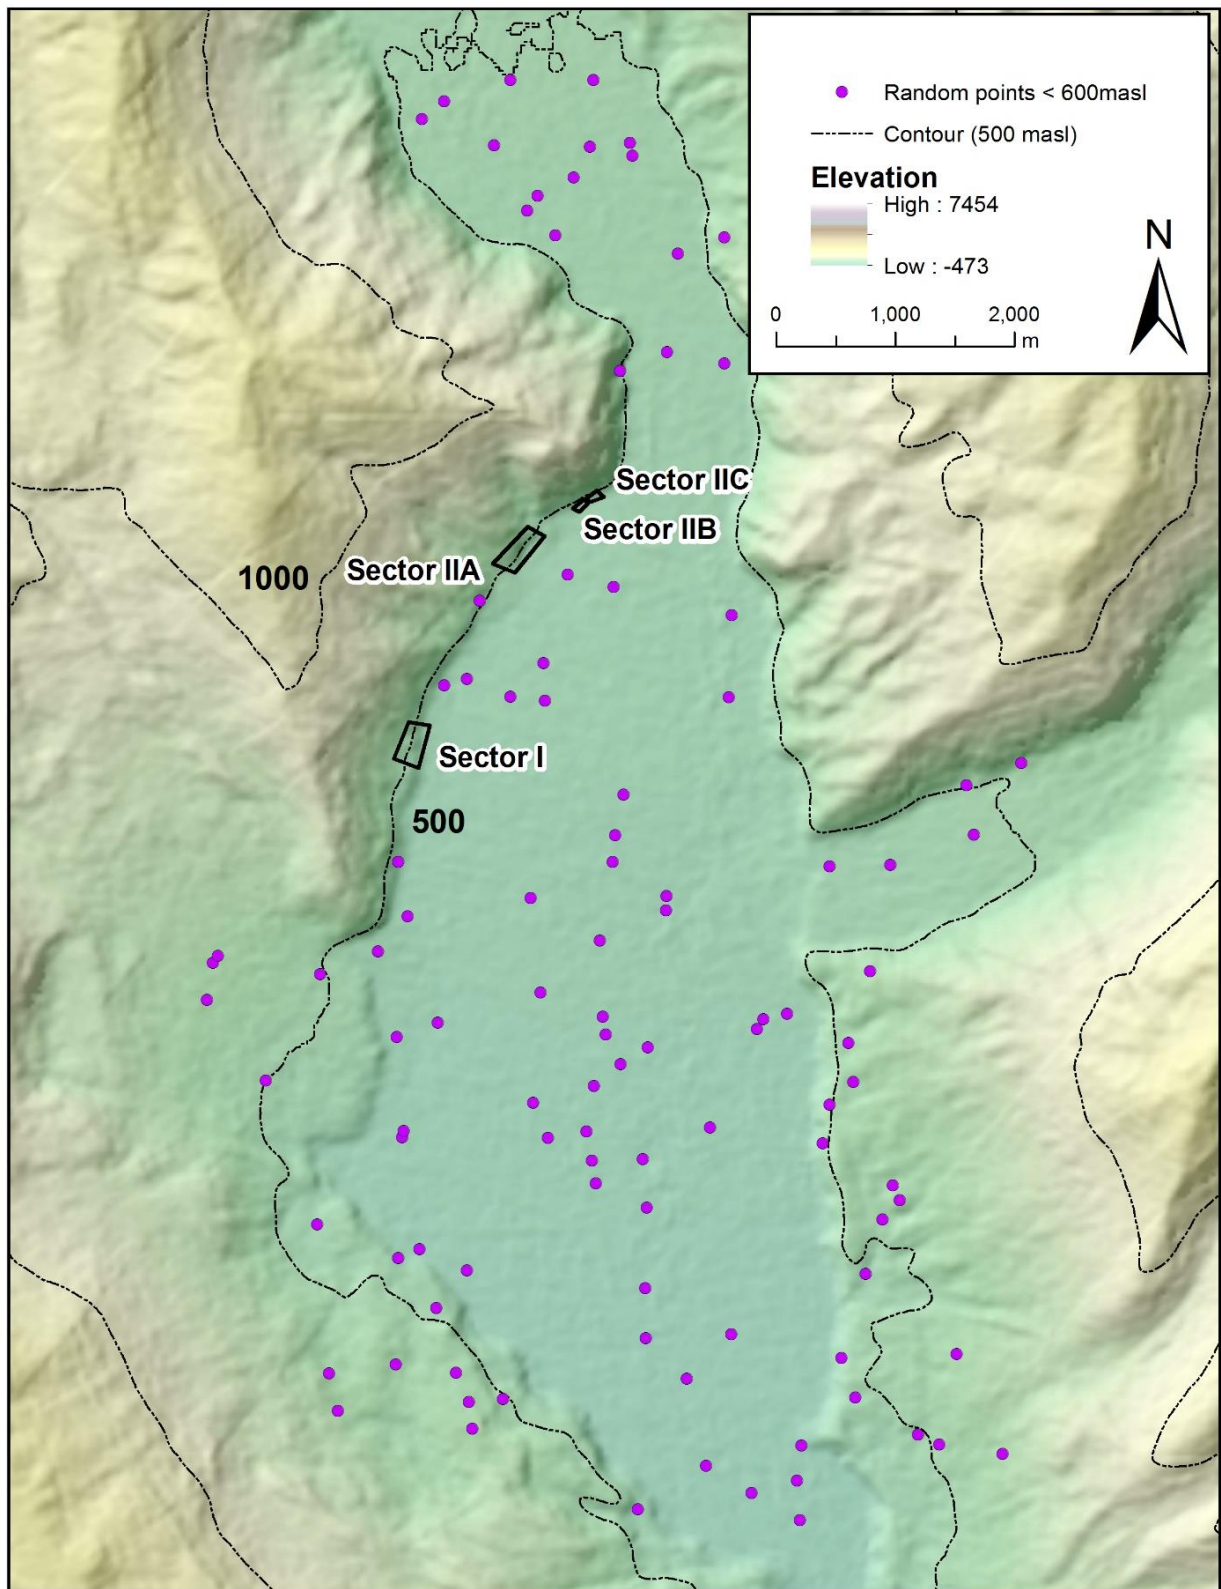 Random points < 600masl
Contour (500 masl)
Elevation
High : 7454
Low : -473
N
0 1,000 2,000
m
Sector IIC
Sector IIB
Sector IIA
1000
Sector I
500